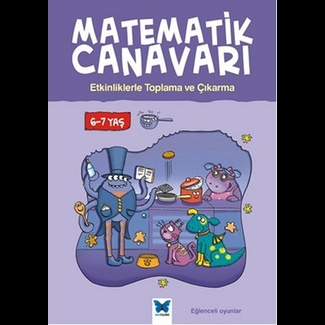 MATEMATİK
CANAVARI
Etkinliklerle Toplama ve Çıkarma
6-7 YAŞ
Eğlenceli oyunlar